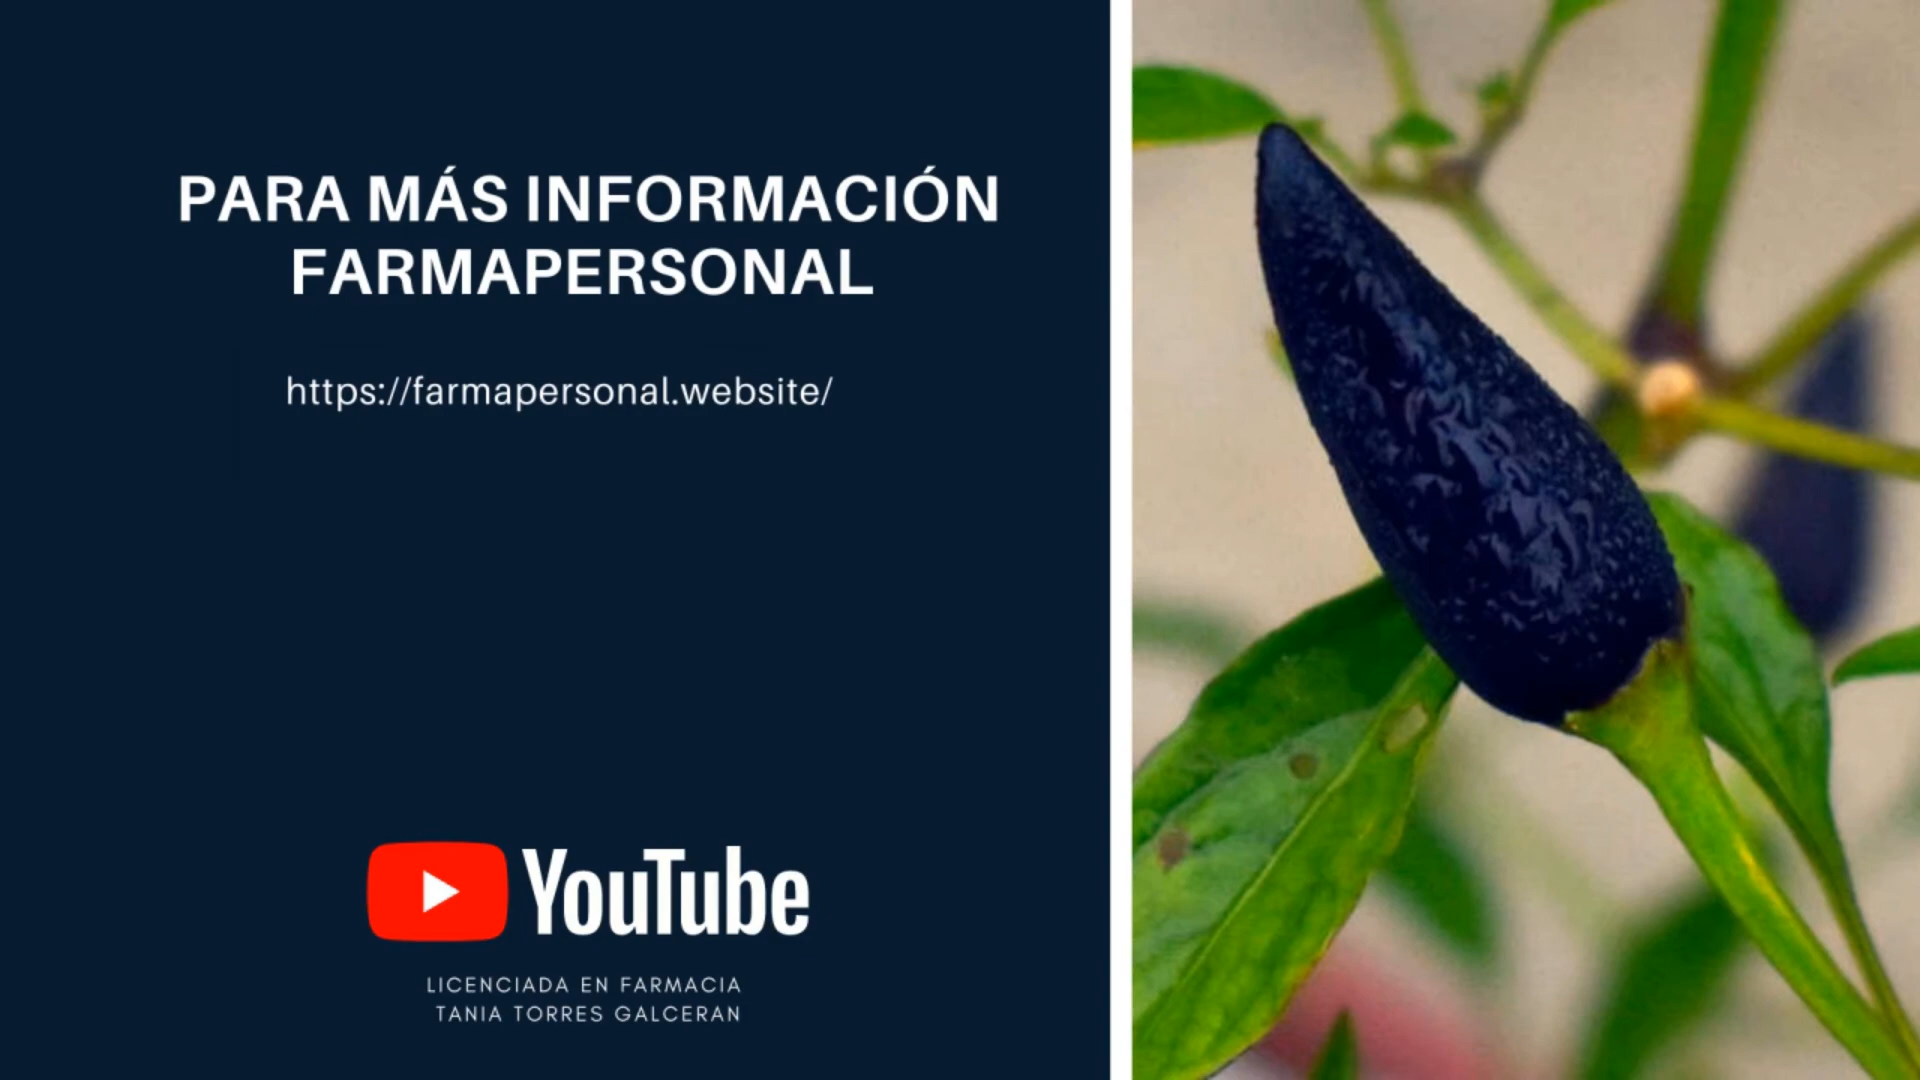 PARA MÁS INFORMACIÓN
FARMAPERSONAL
https://farmapersonal.website/
YouTube
LICENCIADA EN FARMACIA
TANIA TORRES GALCERAN